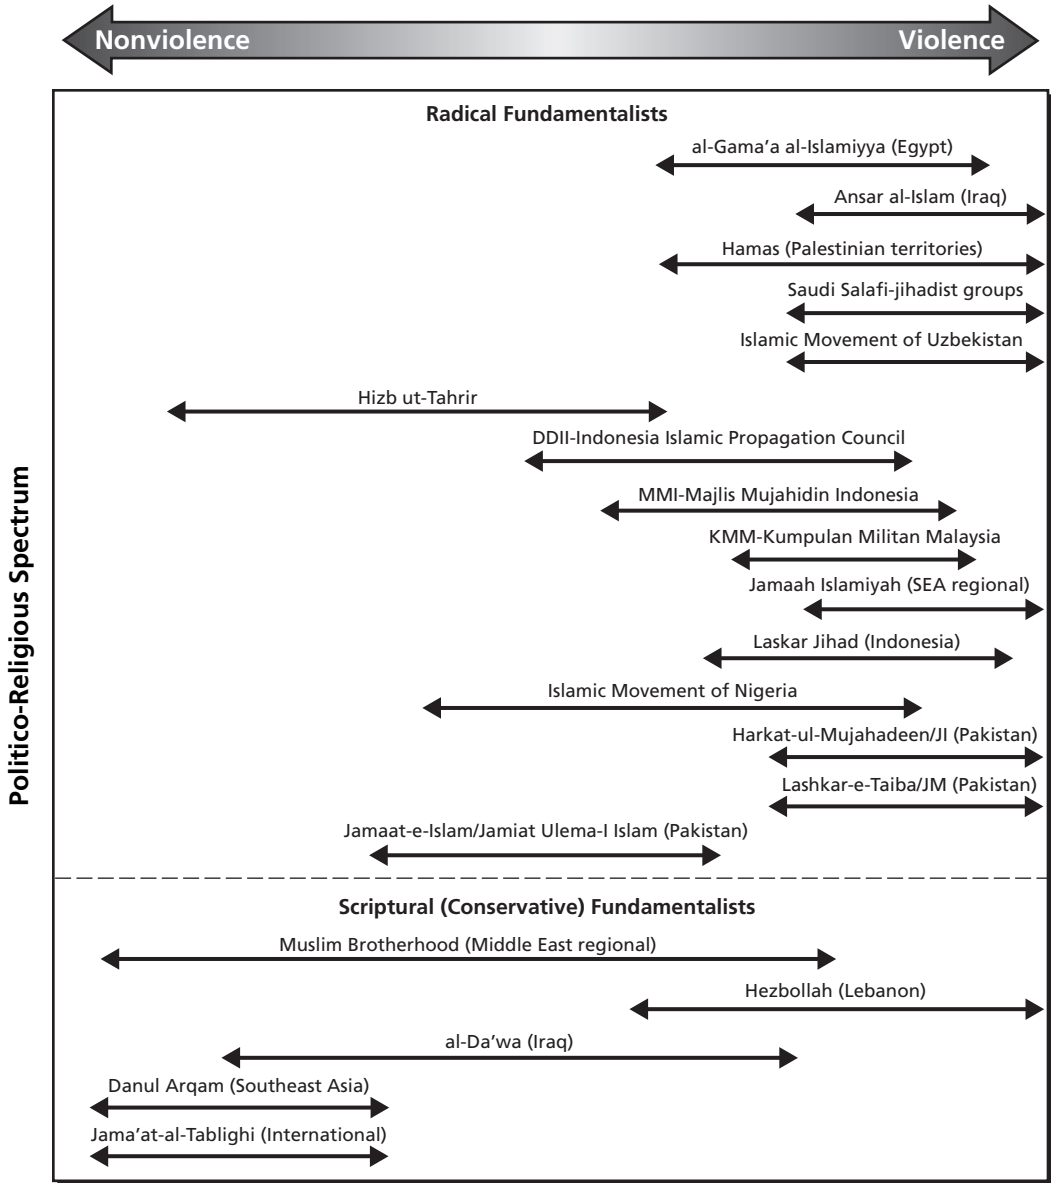 Nonviolence Violence
Radical Fundamentalists
al-Gama’a al-Islamiyya (Egypt)
Ansar al-Islam (Iraq)
Hamas (Palestinian territories)
Saudi Salafi-jihadist groups
Islamic Movement of Uzbekistan
Hizb ut-Tahrir
DDII-Indonesia Islamic Propagation Council
MMI-Majlis Mujahidin Indonesia
KMM-Kumpulan Militan Malaysia
Jamaah Islamiyah (SEA regional)
Laskar Jihad (Indonesia)
Islamic Movement of Nigeria
Harkat-ul-Mujahadeen/JI (Pakistan)
Lashkar-e-Taiba/JM (Pakistan)
Jamaat-e-Islam/Jamiat Ulema-I Islam (Pakistan)
Scriptural (Conservative) Fundamentalists
Muslim Brotherhood (Middle East regional)
Hezbollah (Lebanon)
al-Da’wa (Iraq)
Danul Arqam (Southeast Asia)
Jama’at-al-Tablighi (International)
Politico-Religious Spectrum